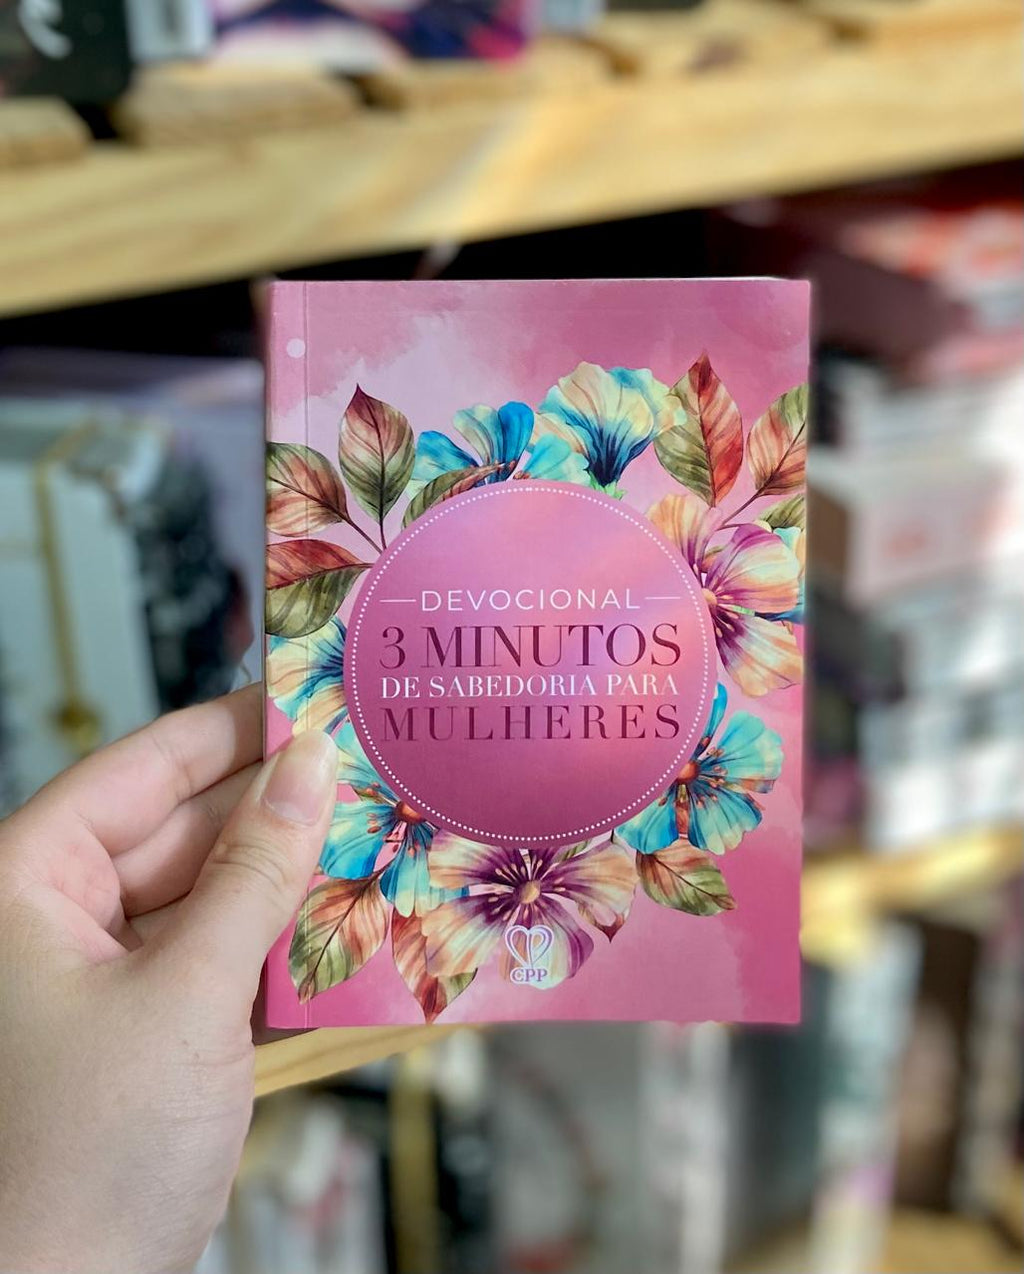 DEVOCIONAL
3 MINUTOS
DE SABEDORIA PARA
MULHERES
CPP